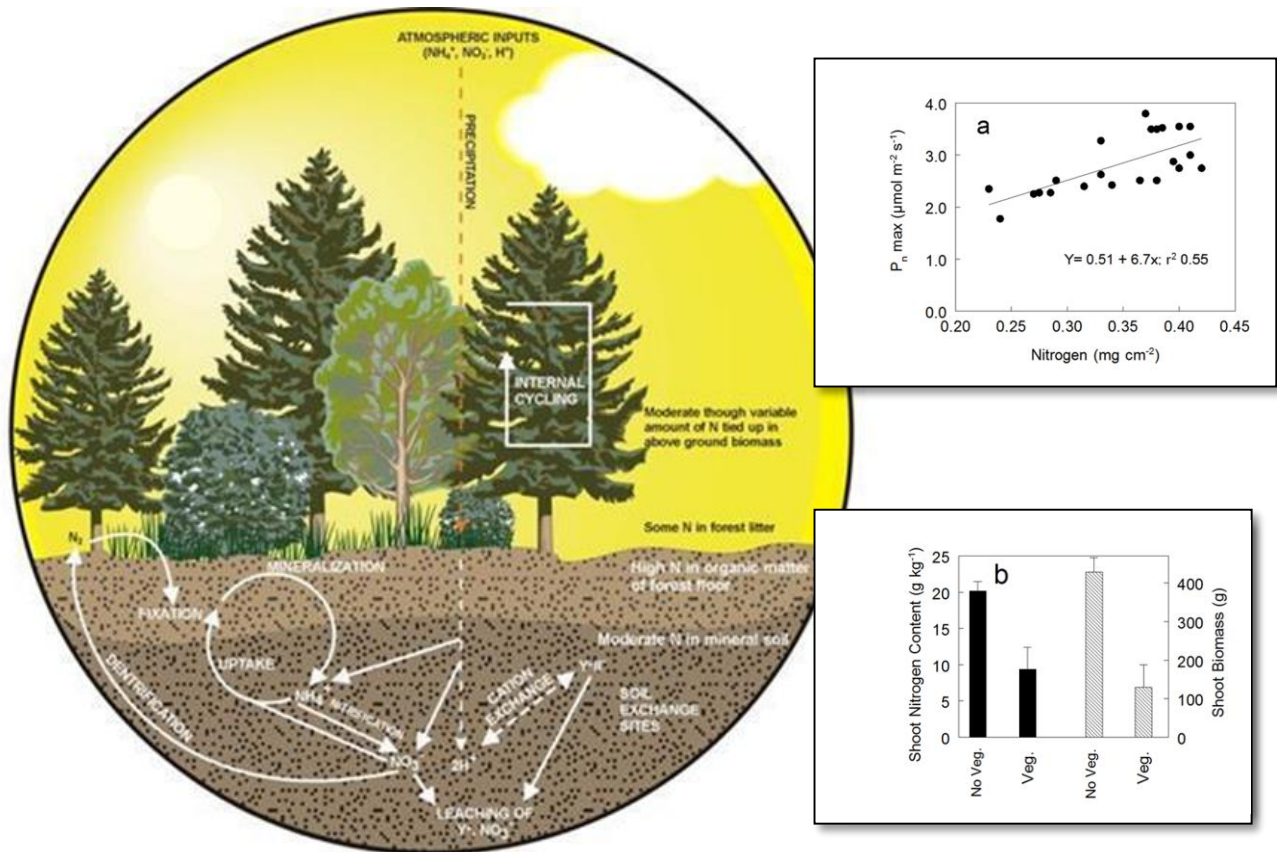 ATMOSPHERIC INPUTS
(NH₄⁺, NO₃⁻, H⁺)
PRECIPITATION
INTERNAL
CYCLING
Moderate though variable
amount of N tied up in
above ground biomass
Some N in forest litter
N₂
MINERALIZATION
High N in organic matter
of forest floor
FIXATION
Moderate N in mineral soil
UPTAKE
DENTRIFICATION
NH₄⁺
NITRIFICATION
CATION
EXCHANGE
SOIL
EXCHANGE
SITES
NO₃
2H⁺
LEACHING OF
Y⁺, NO₃⁻
a
4.0
3.0
2.0
1.0
0.0
Pₙ max (µmol m⁻² s⁻¹)
Y= 0.51 + 6.7x; r² 0.55
0.20 0.25 0.30 0.35 0.40 0.45
Nitrogen (mg cm⁻²)
b
25
20
15
10
5
0
Shoot Nitrogen Content (g kg⁻¹)
400
300
200
100
0
Shoot Biomass (g)
No Veg.
Veg.
No Veg.
Veg.